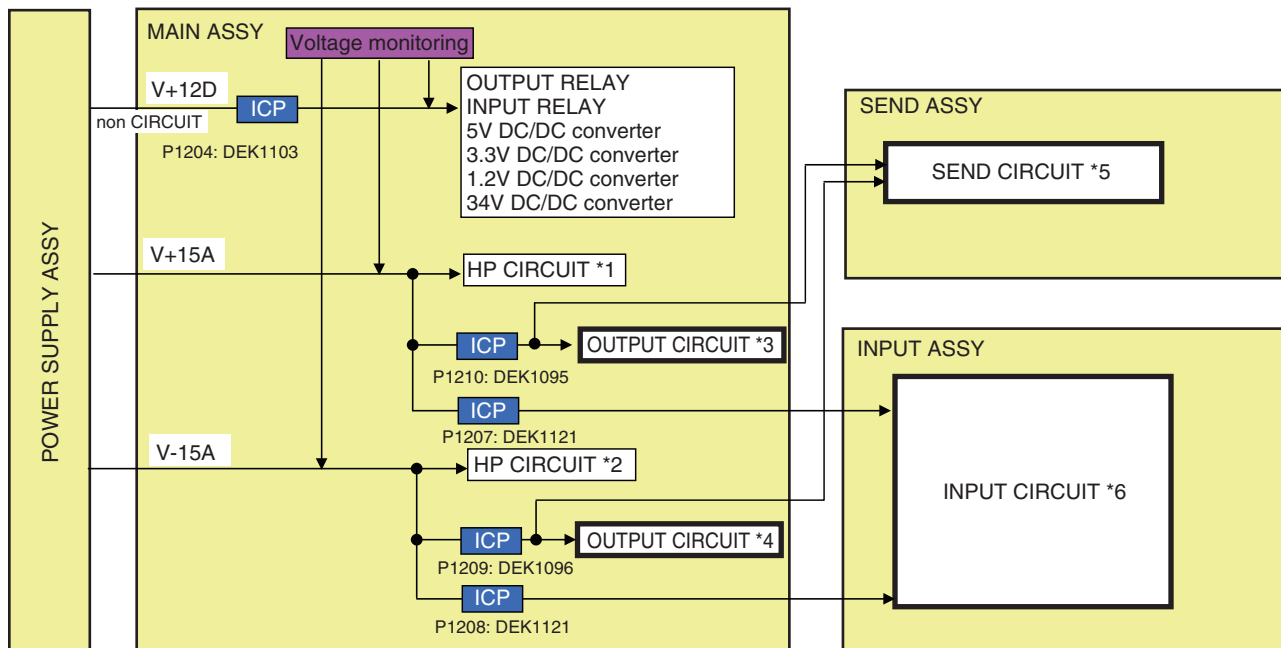 POWER SUPPLY ASSY
MAIN ASSY
Voltage monitoring
V+12D
non CIRCUIT
ICP
P1204: DEK1103
OUTPUT RELAY
INPUT RELAY
5V DC/DC converter
3.3V DC/DC converter
1.2V DC/DC converter
34V DC/DC converter
V+15A
HP CIRCUIT *1
ICP
P1210: DEK1095
OUTPUT CIRCUIT *3
ICP
P1207: DEK1121
V-15A
HP CIRCUIT *2
ICP
P1209: DEK1096
OUTPUT CIRCUIT *4
ICP
P1208: DEK1121
SEND ASSY
SEND CIRCUIT *5
INPUT ASSY
INPUT CIRCUIT *6